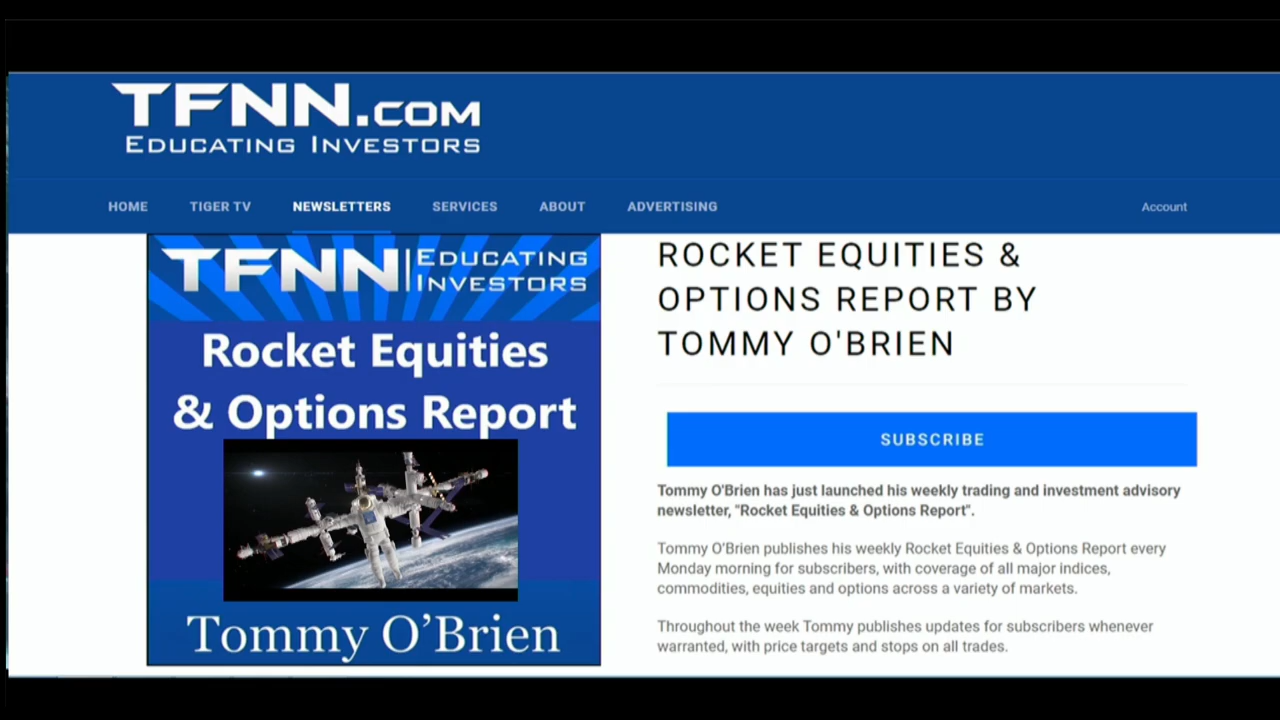 TFNN.COM
EDUCATING INVESTORS
HOME TIGER TV NEWSLETTERS SERVICES ABOUT ADVERTISING Account
TFNN EDUCATING
INVESTORS
Rocket Equities
& Options Report
Tommy O’Brien
ROCKET EQUITIES &
OPTIONS REPORT BY
TOMMY O'BRIEN
SUBSCRIBE
Tommy O'Brien has just launched his weekly trading and investment advisory
newsletter, "Rocket Equities & Options Report".
Tommy O’Brien publishes his weekly Rocket Equities & Options Report every
Monday morning for subscribers, with coverage of all major indices,
commodities, equities and options across a variety of markets.
Throughout the week Tommy publishes updates for subscribers whenever
warranted, with price targets and stops on all trades.